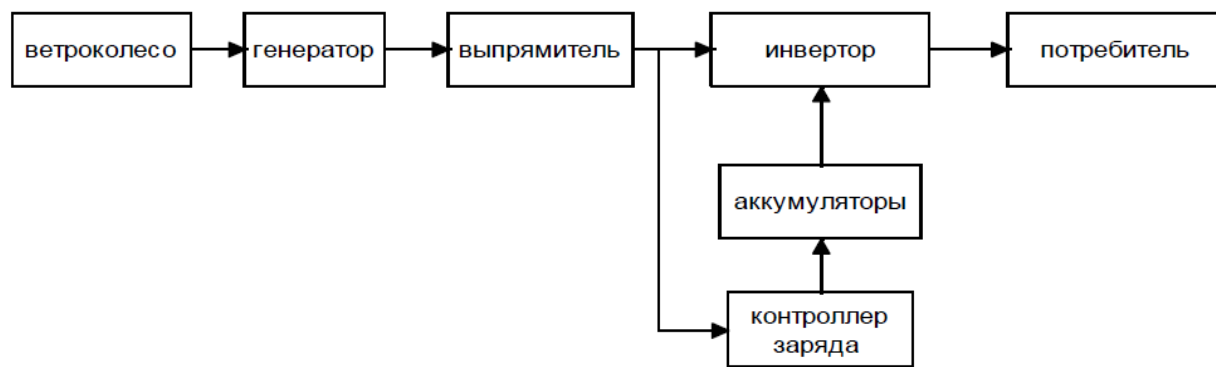 ветроколесо
генератор
выпрямитель
инвертор
потребитель
аккумуляторы
контроллер
заряда